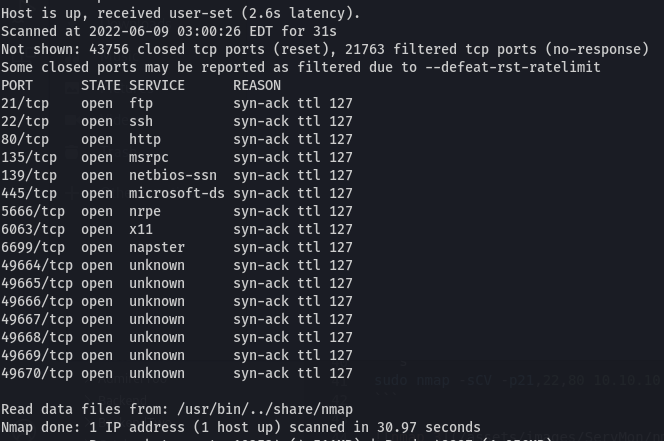 Host is up, received user-set (2.6s latency).
Scanned at 2022-06-09 03:00:26 EDT for 31s
Not shown: 43756 closed tcp ports (reset), 21763 filtered tcp ports (no-response)
Some closed ports may be reported as filtered due to --defeat-rst-ratelimit
PORT      STATE SERVICE      REASON
21/tcp    open  ftp          syn-ack ttl 127
22/tcp    open  ssh          syn-ack ttl 127
80/tcp    open  http         syn-ack ttl 127
135/tcp   open  msrpc        syn-ack ttl 127
139/tcp   open  netbios-ssn  syn-ack ttl 127
445/tcp   open  microsoft-ds syn-ack ttl 127
5666/tcp  open  nrpe         syn-ack ttl 127
6063/tcp  open  x11          syn-ack ttl 127
6699/tcp  open  napster      syn-ack ttl 127
49664/tcp open  unknown      syn-ack ttl 127
49665/tcp open  unknown      syn-ack ttl 127
49666/tcp open  unknown      syn-ack ttl 127
49667/tcp open  unknown      syn-ack ttl 127
49668/tcp open  unknown      syn-ack ttl 127
49669/tcp open  unknown      syn-ack ttl 127
49670/tcp open  unknown      syn-ack ttl 127
sudo nmap -sCV -p21,22,80 10.10.10
Read data files from: /usr/bin/../share/nmap
Nmap done: 1 IP address (1 host up) scanned in 30.97 seconds